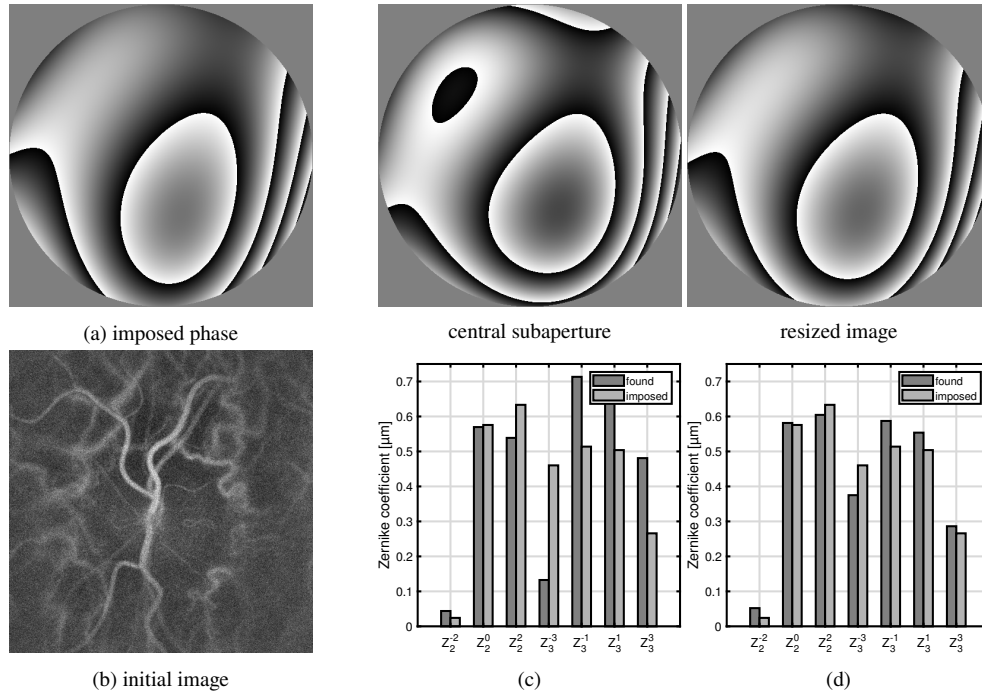 (a) imposed phase
central subaperture
resized image
(b) initial image
Zernike coefficient [µm]
0.7
0.6
0.5
0.4
0.3
0.2
0.1
0
found
imposed
Z₂⁻² Z₂⁰ Z₂² Z₃⁻³ Z₃⁻¹ Z₃¹ Z₃³
(c)
Zernike coefficient [µm]
0.7
0.6
0.5
0.4
0.3
0.2
0.1
0
found
imposed
Z₂⁻² Z₂⁰ Z₂² Z₃⁻³ Z₃⁻¹ Z₃¹ Z₃³
(d)